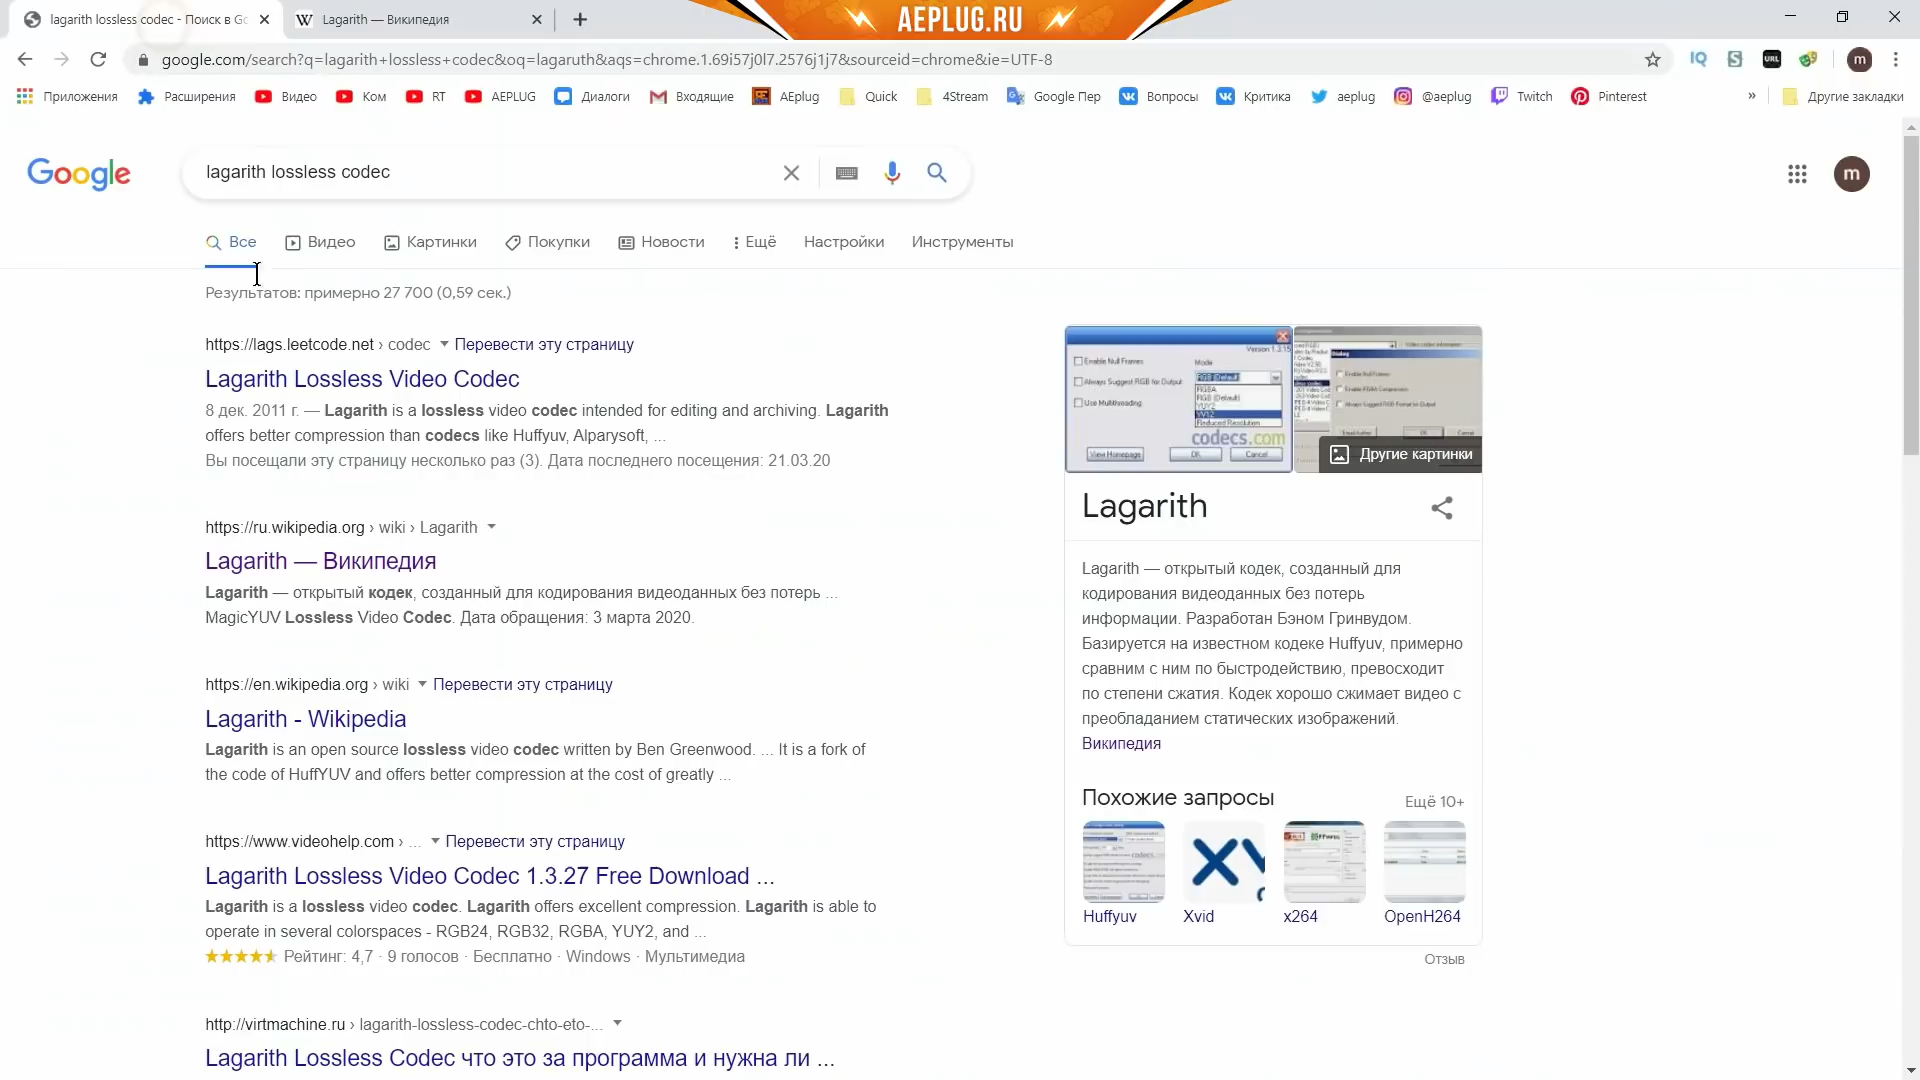 lagarith lossless codec - Поиск в Go
Lagarith — Википедия
AEPLUG.RU
google.com/search?q=lagarith+lossless+codec&oq=lagaruth&aqs=chrome.1.69i57j0l7.2576j1j7&sourceid=chrome&ie=UTF-8
Приложения Расширения Видео Ком RT AEPLUG Диалоги Входящие AEplug Quick 4Stream Google Пер Вопросы Критика aeplug @aeplug Twitch Pinterest » Другие закладки
Google
lagarith lossless codec
m
Все Видео Картинки Покупки Новости Ещё Настройки Инструменты
Результатов: примерно 27 700 (0,59 сек.)
https://lags.leetcode.net › codec Перевести эту страницу
Lagarith Lossless Video Codec
8 дек. 2011 г. — Lagarith is a lossless video codec intended for editing and archiving. Lagarith
offers better compression than codecs like Huffyuv, Alparysoft, ...
Вы посещали эту страницу несколько раз (3). Дата последнего посещения: 21.03.20
https://ru.wikipedia.org › wiki › Lagarith
Lagarith — Википедия
Lagarith — открытый кодек, созданный для кодирования видеоданных без потерь ...
MagicYUV Lossless Video Codec. Дата обращения: 3 марта 2020.
https://en.wikipedia.org › wiki Перевести эту страницу
Lagarith - Wikipedia
Lagarith is an open source lossless video codec written by Ben Greenwood. ... It is a fork of
the code of HuffYUV and offers better compression at the cost of greatly ...
https://www.videohelp.com › ... Перевести эту страницу
Lagarith Lossless Video Codec 1.3.27 Free Download ...
Lagarith is a lossless video codec. Lagarith offers excellent compression. Lagarith is able to
operate in several colorspaces - RGB24, RGB32, RGBA, YUY2, and ...
Рейтинг: 4,7 · 9 голосов · Бесплатно · Windows · Мультимедиа
http://virtmachine.ru › lagarith-lossless-codec-chto-eto-...
Lagarith Lossless Codec что это за программа и нужна ли ...
Enable Null Frames
Always Suggest RGB for Output
Use Multithreading
Mode
RGB (Default)
RGBA
RGB (Default)
YUY2
YV12
Reduced Resolution
codecs.com
View Homepage OK Cancel
Другие картинки
Lagarith
Lagarith — открытый кодек, созданный для
кодирования видеоданных без потерь
информации. Разработан Бэном Гринвудом.
Базируется на известном кодеке Huffyuv, примерно
сравним с ним по быстродействию, превосходит
по степени сжатия. Кодек хорошо сжимает видео с
преобладанием статических изображений.
Википедия
Похожие запросы
Ещё 10+
Huffyuv Xvid x264 OpenH264
Отзыв